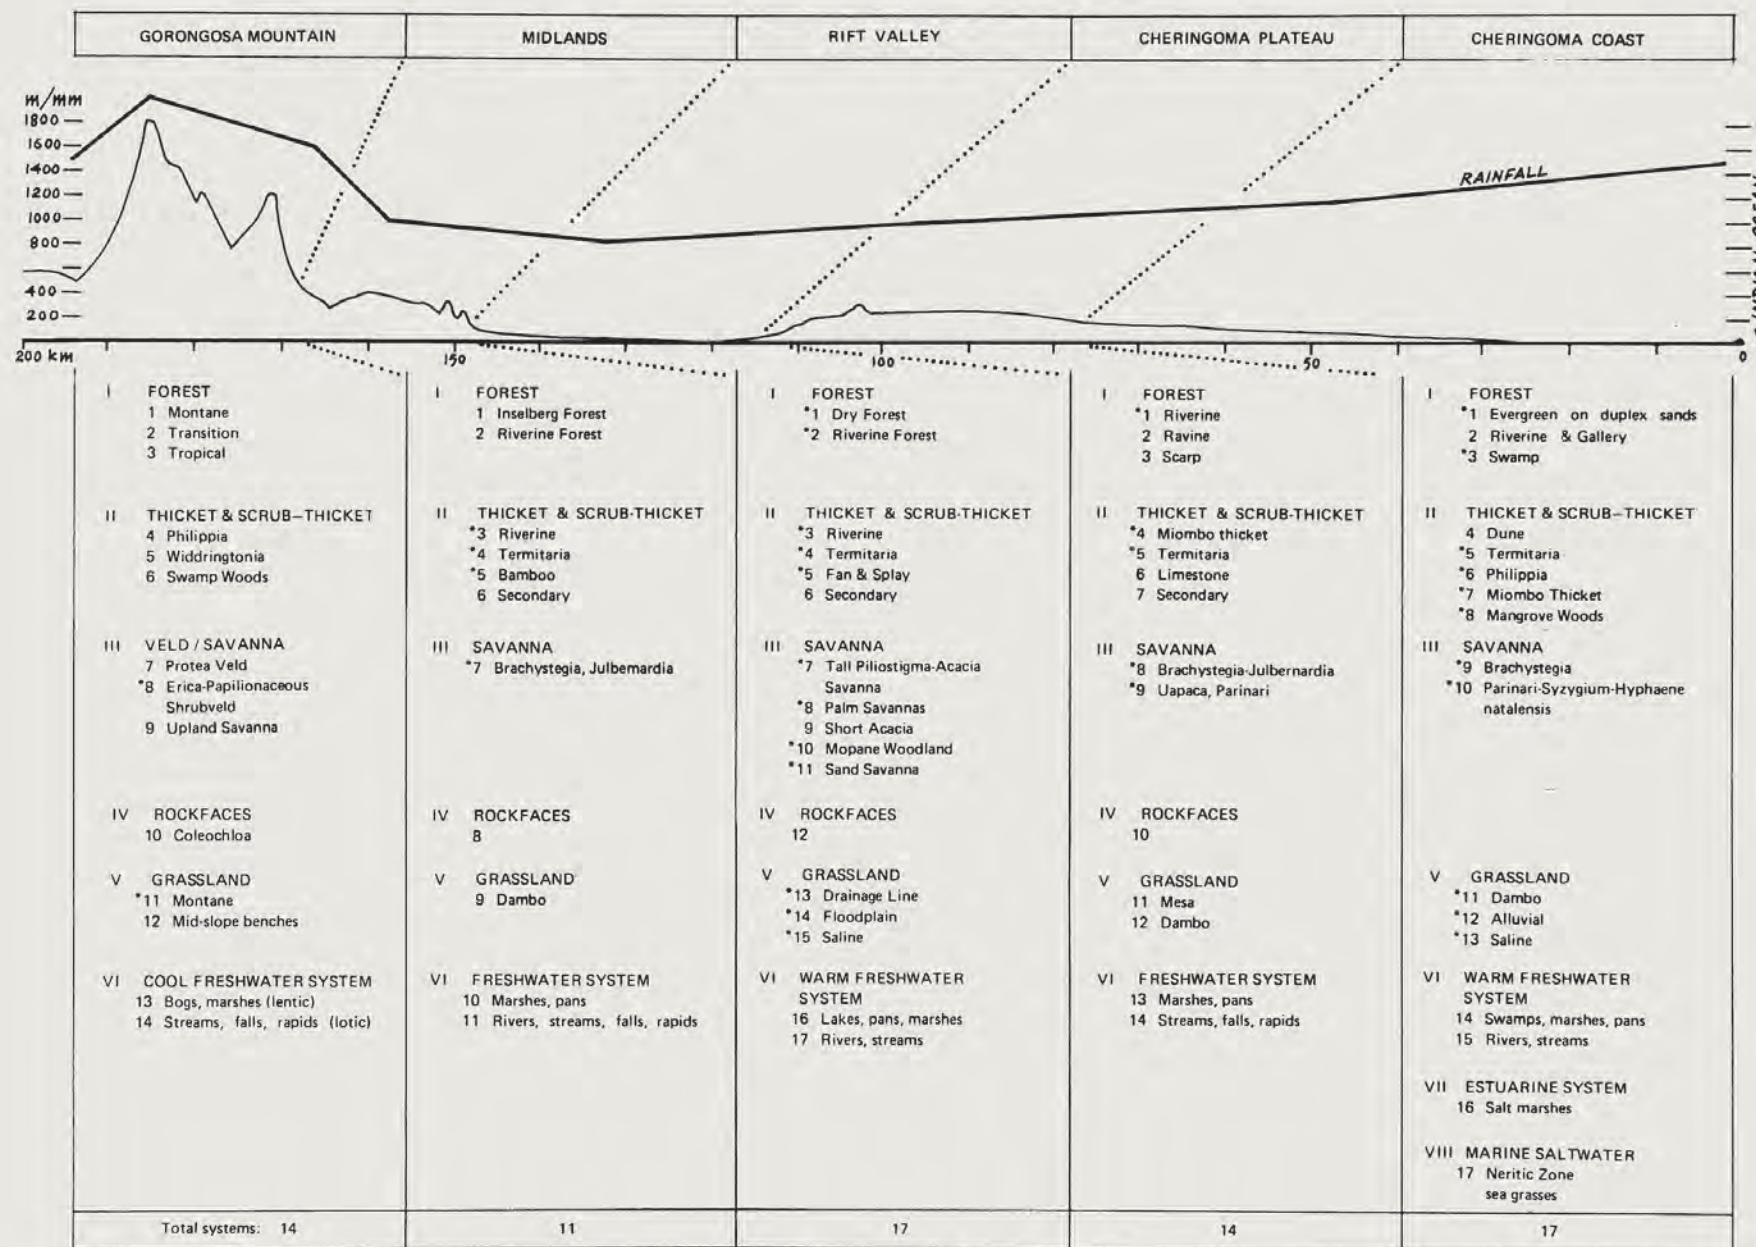 GORONGOSA MOUNTAIN
MIDLANDS
RIFT VALLEY
CHERINGOMA PLATEAU
CHERINGOMA COAST
m/mm
1800
1600
1400
1200
1000
800
400
200
RAINFALL
200 km
150
100
50
0
I FOREST
1 Montane
2 Transition
3 Tropical
II THICKET & SCRUB–THICKET
4 Philippia
5 Widdringtonia
6 Swamp Woods
III VELD / SAVANNA
7 Protea Veld
*8 Erica-Papilionaceous
Shrubveld
9 Upland Savanna
IV ROCKFACES
10 Coleochloa
V GRASSLAND
*11 Montane
12 Mid-slope benches
VI COOL FRESHWATER SYSTEM
13 Bogs, marshes (lentic)
14 Streams, falls, rapids (lotic)
Total systems: 14
I FOREST
1 Inselberg Forest
2 Riverine Forest
II THICKET & SCRUB-THICKET
*3 Riverine
*4 Termitaria
*5 Bamboo
6 Secondary
III SAVANNA
*7 Brachystegia, Julbemardia
IV ROCKFACES
8
V GRASSLAND
9 Dambo
VI FRESHWATER SYSTEM
10 Marshes, pans
11 Rivers, streams, falls, rapids
11
I FOREST
*1 Dry Forest
*2 Riverine Forest
II THICKET & SCRUB-THICKET
*3 Riverine
*4 Termitaria
*5 Fan & Splay
6 Secondary
III SAVANNA
*7 Tall Piliostigma-Acacia
Savanna
*8 Palm Savannas
9 Short Acacia
*10 Mopane Woodland
*11 Sand Savanna
IV ROCKFACES
12
V GRASSLAND
*13 Drainage Line
*14 Floodplain
*15 Saline
VI WARM FRESHWATER
SYSTEM
16 Lakes, pans, marshes
17 Rivers, streams
17
I FOREST
*1 Riverine
2 Ravine
3 Scarp
II THICKET & SCRUB-THICKET
*4 Miombo thicket
*5 Termitaria
6 Limestone
7 Secondary
III SAVANNA
*8 Brachystegia-Julbernardia
*9 Uapaca, Parinari
IV ROCKFACES
10
V GRASSLAND
11 Mesa
12 Dambo
VI FRESHWATER SYSTEM
13 Marshes, pans
14 Streams, falls, rapids
14
I FOREST
*1 Evergreen on duplex sands
2 Riverine & Gallery
*3 Swamp
II THICKET & SCRUB–THICKET
4 Dune
*5 Termitaria
*6 Philippia
*7 Miombo Thicket
*8 Mangrove Woods
III SAVANNA
*9 Brachystegia
*10 Parinari-Syzygium-Hyphaene
natalensis
V GRASSLAND
*11 Dambo
*12 Alluvial
*13 Saline
VI WARM FRESHWATER
SYSTEM
14 Swamps, marshes, pans
15 Rivers, streams
VII ESTUARINE SYSTEM
16 Salt marshes
VIII MARINE SALTWATER
17 Neritic Zone
sea grasses
17